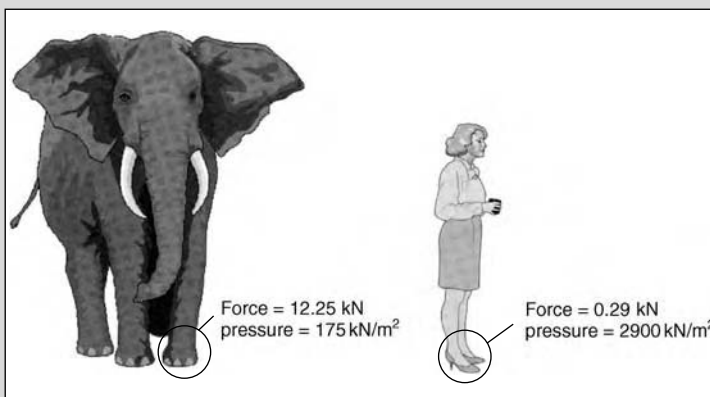 Force = 12.25 kN
pressure = 175 kN/m²
Force = 0.29 kN
pressure = 2900 kN/m²